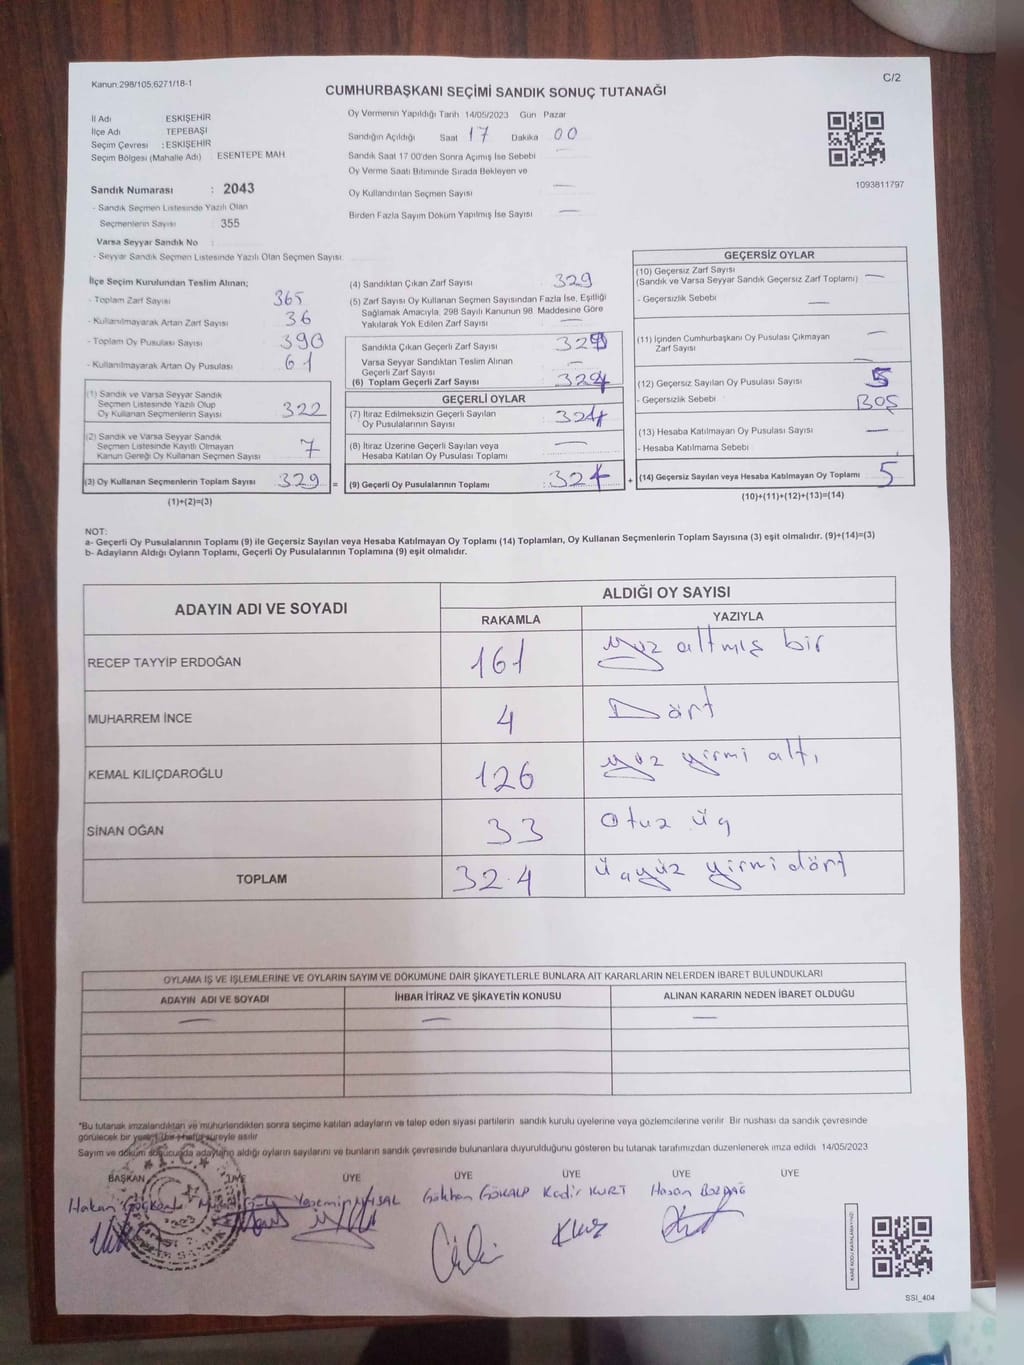 Kanun.298/105,6271/18-1
C/2
CUMHURBAŞKANI SEÇİMİ SANDIK SONUÇ TUTANAĞI
İl Adı ESKİŞEHİR
İlçe Adı TEPEBAŞI
Seçim Çevresi : ESKİŞEHİR
Seçim Bölgesi (Mahalle Adı) ESENTEPE MAH
Sandık Numarası : 2043
- Sandık Seçmen Listesinde Yazılı Olan
Seçmenlerin Sayısı 355
Varsa Seyyar Sandık No :
- Seyyar Sandık Seçmen Listesinde Yazılı Olan Seçmen Sayısı
Oy Vermenin Yapıldığı Tarih 14/05/2023 Gün Pazar
Sandığın Açıldığı Saat 17 Dakika 00
Sandık Saat 17 00'den Sonra Açımış İse Sebebi —
Oy Verme Saati Bitiminde Sırada Bekleyen ve
Oy Kullandırılan Seçmen Sayısı —
Birden Fazla Sayım Döküm Yapılmış İse Sayısı —
1093811797
İlçe Seçim Kurulundan Teslim Alınan;
- Toplam Zarf Sayısı 365
- Kullanılmayarak Artan Zarf Sayısı 36
- Toplam Oy Pusulası Sayısı 390
- Kullanılmayarak Artan Oy Pusulası 61
(1) Sandık ve Varsa Seyyar Sandık
Seçmen Listesinde Yazılı Olup
Oy Kullanan Seçmenlerin Sayısı 322
(2) Sandık ve Varsa Seyyar Sandık
Seçmen Listesinde Kayıtlı Olmayan
Kanun Gereği Oy Kullanan Seçmen Sayısı 7
(3) Oy Kullanan Seçmenlerin Toplam Sayısı 329 =
(1)+(2)=(3)
(4) Sandıktan Çıkan Zarf Sayısı 329
(5) Zarf Sayısı Oy Kullanan Seçmen Sayısından Fazla İse, Eşitliği
Sağlamak Amacıyla, 298 Sayılı Kanunun 98. Maddesine Göre
Yakılarak Yok Edilen Zarf Sayısı —
Sandıkta Çıkan Geçerli Zarf Sayısı 329
Varsa Seyyar Sandıktan Teslim Alınan
Geçerli Zarf Sayısı —
(6) Toplam Geçerli Zarf Sayısı
GEÇERLİ OYLAR
(7) İtiraz Edilmeksizin Geçerli Sayılan
Oy Pusulalarının Sayısı 324
(8) İtiraz Üzerine Geçerli Sayılan veya
Hesaba Katılan Oy Pusulası Toplamı —
(9) Geçerli Oy Pusulalarının Toplamı : 324 +
GEÇERSİZ OYLAR
(10) Geçersiz Zarf Sayısı
(Sandık ve Varsa Seyyar Sandık Geçersiz Zarf Toplamı) —
- Geçersizlik Sebebi —
(11) İçinden Cumhurbaşkanı Oy Pusulası Çıkmayan
Zarf Sayısı —
(12) Geçersiz Sayılan Oy Pusulası Sayısı 5
- Geçersizlik Sebebi BOŞ
(13) Hesaba Katılmayan Oy Pusulası Sayısı —
- Hesaba Katılmama Sebebi
(14) Geçersiz Sayılan veya Hesaba Katılmayan Oy Toplamı 5
(10)+(11)+(12)+(13)=(14)
NOT:
a- Geçerli Oy Pusulalarının Toplamı (9) ile Geçersiz Sayılan veya Hesaba Katılmayan Oy Toplamı (14) Toplamları, Oy Kullanan Seçmenlerin Toplam Sayısına (3) eşit olmalıdır. (9)+(14)=(3)
b- Adayların Aldığı Oyların Toplamı, Geçerli Oy Pusulalarının Toplamına (9) eşit olmalıdır.
ADAYIN ADI VE SOYADI
ALDIĞI OY SAYISI
RAKAMLA YAZIYLA
RECEP TAYYİP ERDOĞAN 161 yüz altmış bir
MUHARREM İNCE 4 Dört
KEMAL KILIÇDAROĞLU 126 yüz yirmi altı
SİNAN OĞAN 33 Otuz üç
TOPLAM 324 üçyüz yirmi dört
OYLAMA İŞ VE İŞLEMLERİNE VE OYLARIN SAYIM VE DÖKÜMÜNE DAİR ŞİKAYETLERLE BUNLARA AİT KARARLARIN NELERDEN İBARET BULUNDUKLARI
ADAYIN ADI VE SOYADI İHBAR İTİRAZ VE ŞİKAYETİN KONUSU ALINAN KARARIN NEDEN İBARET OLDUĞU
— — —
*Bu tutanak imzalandıktan ve mühürlendikten sonra seçime katılan adayların ve talep eden siyasi partilerin sandık kurulu üyelerine veya gözlemcilerine verilir. Bir nushası da sandık çevresinde
görülecek bir yere bir hafta süreyle asılır
Sayım ve döküm sonucunda adayların aldığı oyların sayılarını ve bunların sandık çevresinde bulunanlara duyurulduğunu gösteren bu tutanak tarafımızdan düzenlenerek imza edildi 14/05/2023
BAŞKAN ÜYE ÜYE ÜYE ÜYE ÜYE ÜYE
Hakan Yasemin Gökhan GÖKALP Kadir KURT Hasan BOZDAĞ
T.C.
SSI_404